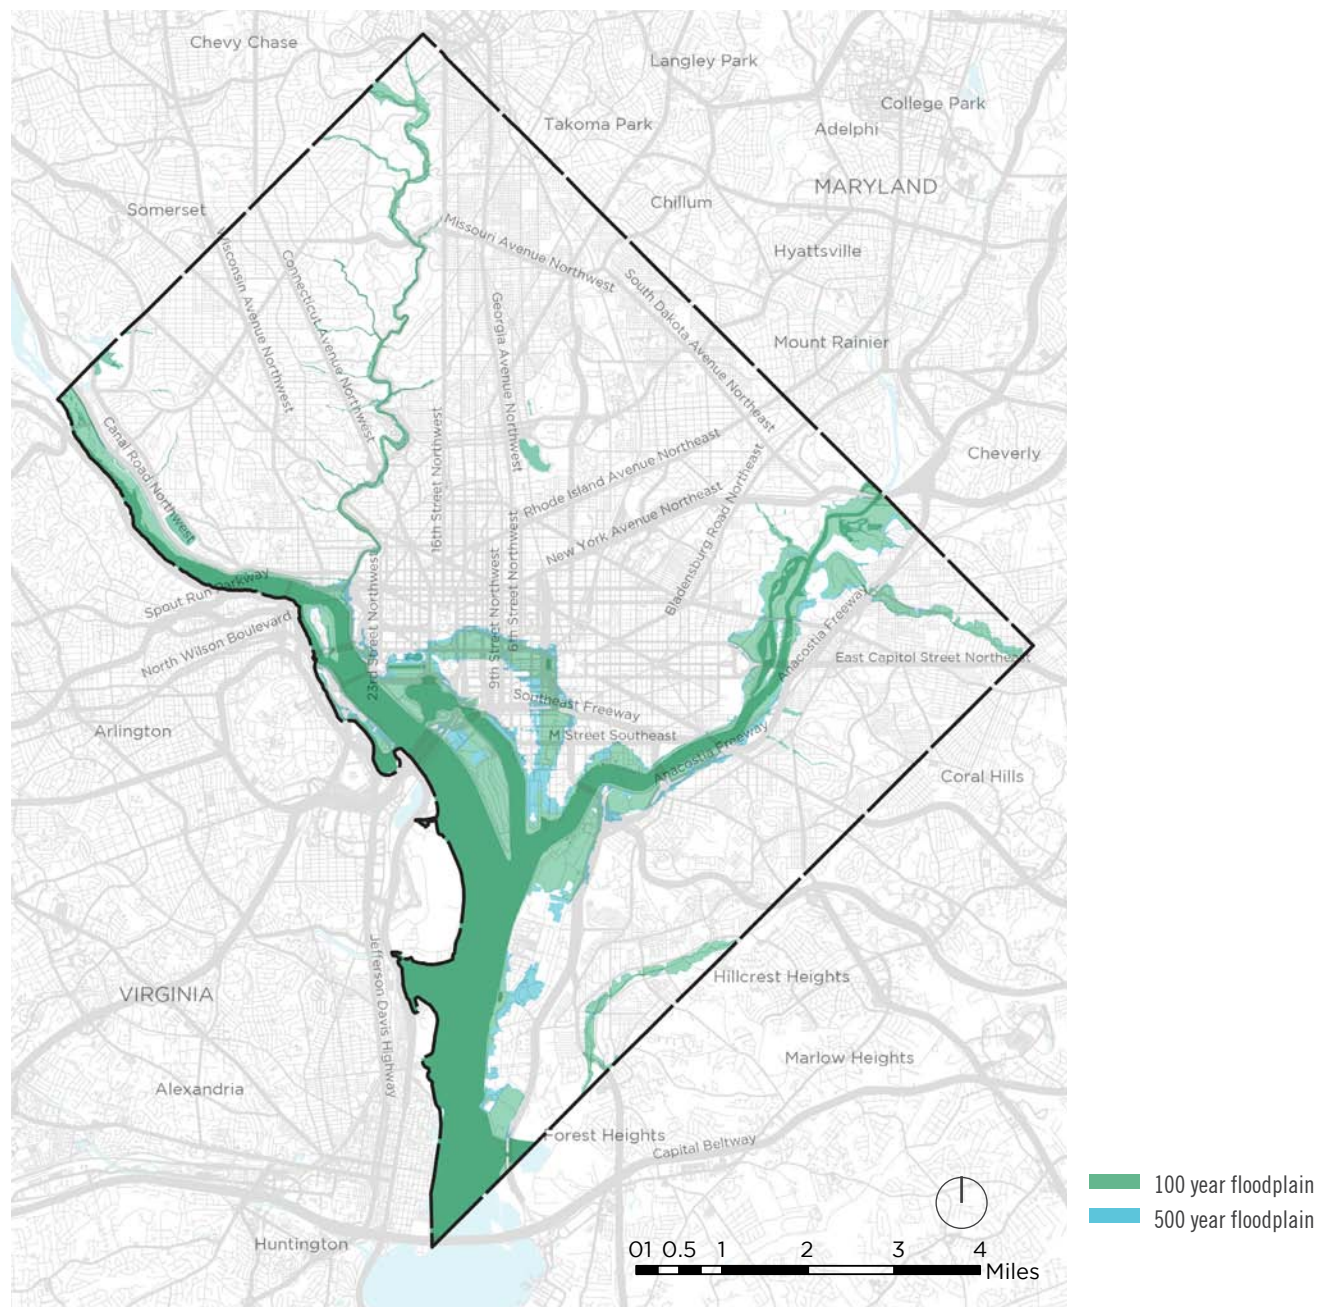 Chevy Chase
Langley Park
College Park
Takoma Park
Adelphi
MARYLAND
Somerset
Chillum
Missouri Avenue Northwest
Hyattsville
Wisconsin Avenue Northwest
Connecticut Avenue Northwest
South Dakota Avenue Northeast
Georgia Avenue Northwest
Mount Rainier
Canal Road Northwest
16th Street Northwest
Rhode Island Avenue Northeast
Cheverly
New York Avenue Northeast
Bladensburg Road Northeast
9th Street Northwest
6th Street Northwest
23rd Street Northwest
Spout Run Parkway
North Wilson Boulevard
Anacostia Freeway
East Capitol Street Northeast
Southeast Freeway
M Street Southeast
Arlington
Anacostia Freeway
Coral Hills
Jefferson Davis Highway
Hillcrest Heights
VIRGINIA
Marlow Heights
Alexandria
Forest Heights
Capital Beltway
Huntington
01 0.5 1 2 3 4
Miles
100 year floodplain
500 year floodplain